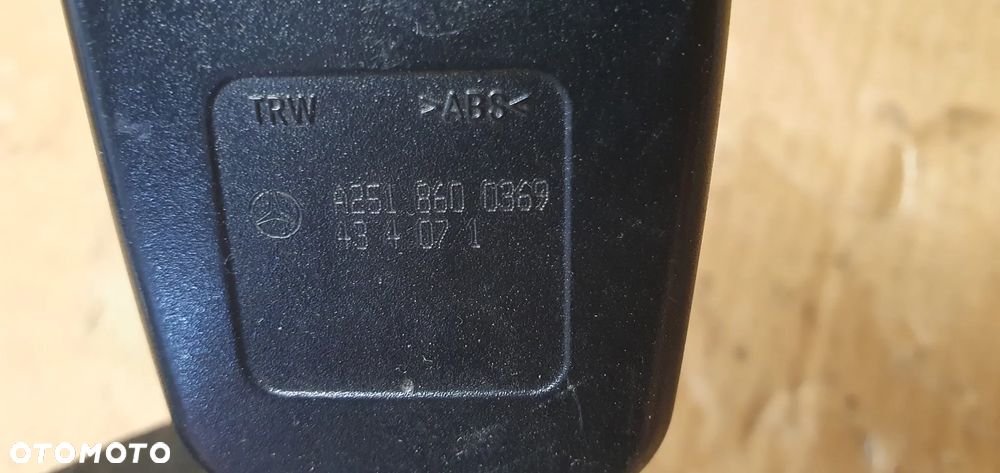 TRW >ABS<
A251 860 0369
43 4 07 1
OTOMOTO